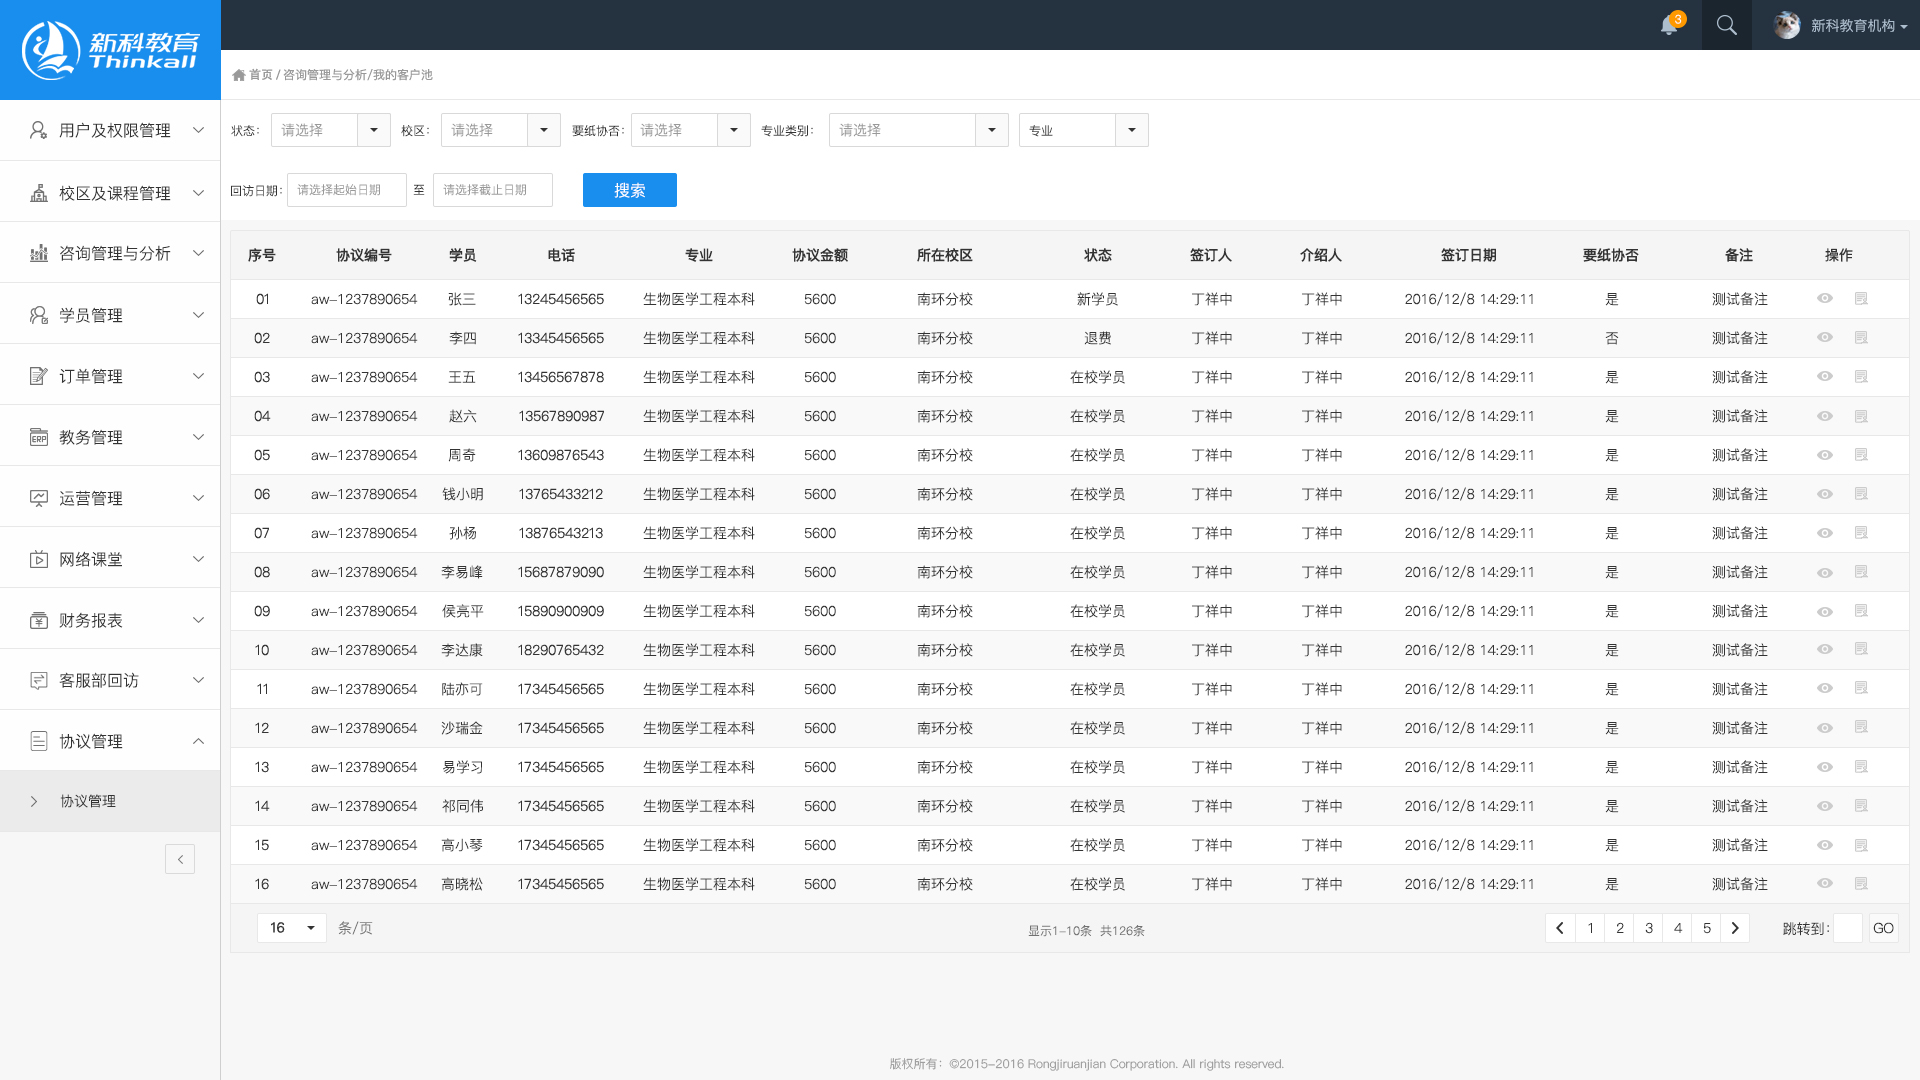 新科教育
Thinkall
3
新科教育机构
首页 / 咨询管理与分析/我的客户池
用户及权限管理
校区及课程管理
咨询管理与分析
学员管理
订单管理
ERP 教务管理
运营管理
网络课堂
财务报表
客服部回访
协议管理
协议管理
状态： 请选择 校区： 请选择 要纸协否： 请选择 专业类别： 请选择 专业
回访日期： 请选择起始日期 至 请选择截止日期 搜索
序号 协议编号 学员 电话 专业 协议金额 所在校区 状态 签订人 介绍人 签订日期 要纸协否 备注 操作
01 aw-1237890654 张三 13245456565 生物医学工程本科 5600 南环分校 新学员 丁祥中 丁祥中 2016/12/8 14:29:11 是 测试备注
02 aw-1237890654 李四 13345456565 生物医学工程本科 5600 南环分校 退费 丁祥中 丁祥中 2016/12/8 14:29:11 否 测试备注
03 aw-1237890654 王五 13456567878 生物医学工程本科 5600 南环分校 在校学员 丁祥中 丁祥中 2016/12/8 14:29:11 是 测试备注
04 aw-1237890654 赵六 13567890987 生物医学工程本科 5600 南环分校 在校学员 丁祥中 丁祥中 2016/12/8 14:29:11 是 测试备注
05 aw-1237890654 周奇 13609876543 生物医学工程本科 5600 南环分校 在校学员 丁祥中 丁祥中 2016/12/8 14:29:11 是 测试备注
06 aw-1237890654 钱小明 13765433212 生物医学工程本科 5600 南环分校 在校学员 丁祥中 丁祥中 2016/12/8 14:29:11 是 测试备注
07 aw-1237890654 孙杨 13876543213 生物医学工程本科 5600 南环分校 在校学员 丁祥中 丁祥中 2016/12/8 14:29:11 是 测试备注
08 aw-1237890654 李易峰 15687879090 生物医学工程本科 5600 南环分校 在校学员 丁祥中 丁祥中 2016/12/8 14:29:11 是 测试备注
09 aw-1237890654 侯亮平 15890900909 生物医学工程本科 5600 南环分校 在校学员 丁祥中 丁祥中 2016/12/8 14:29:11 是 测试备注
10 aw-1237890654 李达康 18290765432 生物医学工程本科 5600 南环分校 在校学员 丁祥中 丁祥中 2016/12/8 14:29:11 是 测试备注
11 aw-1237890654 陆亦可 17345456565 生物医学工程本科 5600 南环分校 在校学员 丁祥中 丁祥中 2016/12/8 14:29:11 是 测试备注
12 aw-1237890654 沙瑞金 17345456565 生物医学工程本科 5600 南环分校 在校学员 丁祥中 丁祥中 2016/12/8 14:29:11 是 测试备注
13 aw-1237890654 易学习 17345456565 生物医学工程本科 5600 南环分校 在校学员 丁祥中 丁祥中 2016/12/8 14:29:11 是 测试备注
14 aw-1237890654 祁同伟 17345456565 生物医学工程本科 5600 南环分校 在校学员 丁祥中 丁祥中 2016/12/8 14:29:11 是 测试备注
15 aw-1237890654 高小琴 17345456565 生物医学工程本科 5600 南环分校 在校学员 丁祥中 丁祥中 2016/12/8 14:29:11 是 测试备注
16 aw-1237890654 高晓松 17345456565 生物医学工程本科 5600 南环分校 在校学员 丁祥中 丁祥中 2016/12/8 14:29:11 是 测试备注
16 条/页 显示1-10条 共126条 1 2 3 4 5 跳转到： GO
版权所有：©2015-2016 Rongjiruanjian Corporation. All rights reserved.